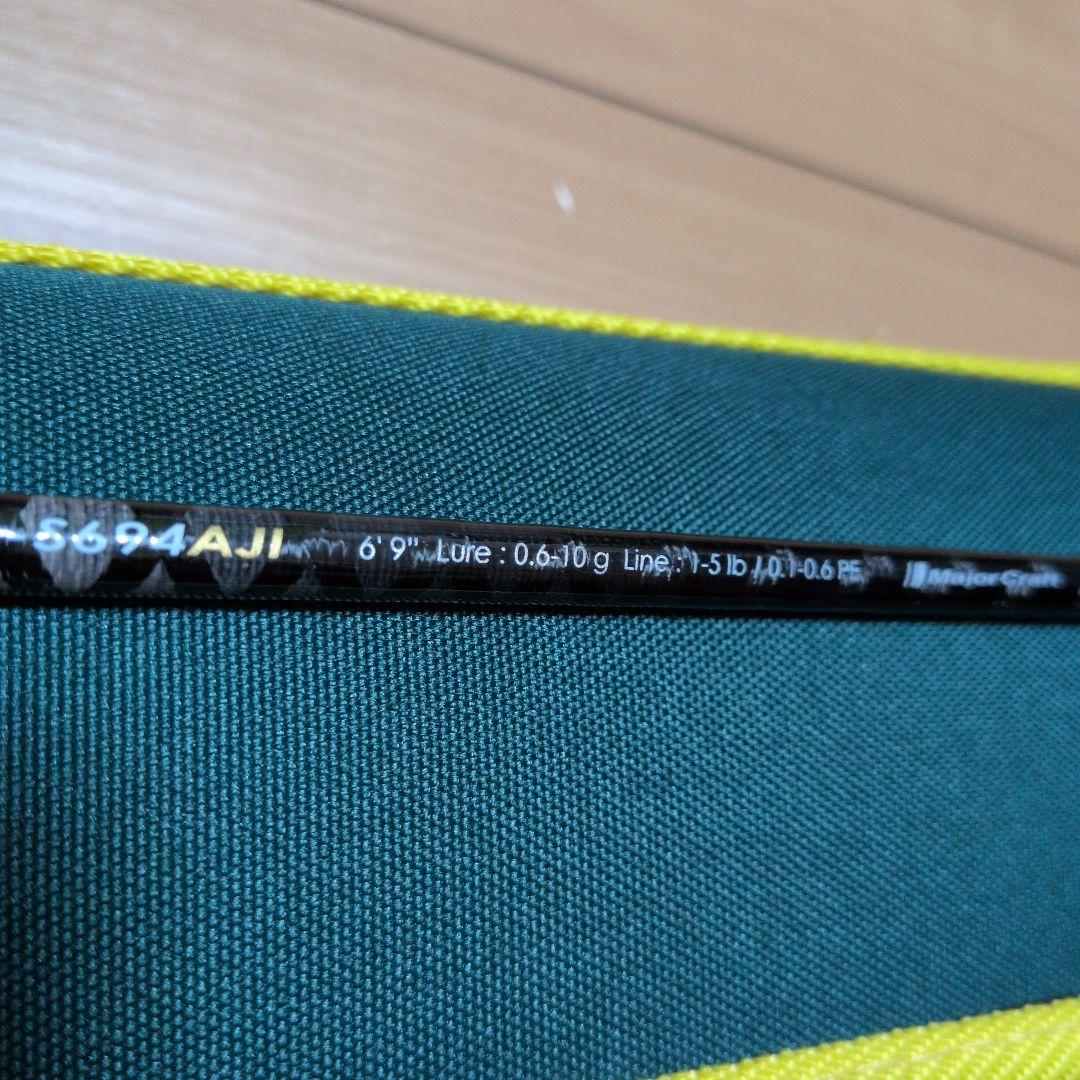 S694AJI 6'9" Lure : 0.6-10 g Line : 1-5 lb / 0.1-0.6 PE MajorCraft